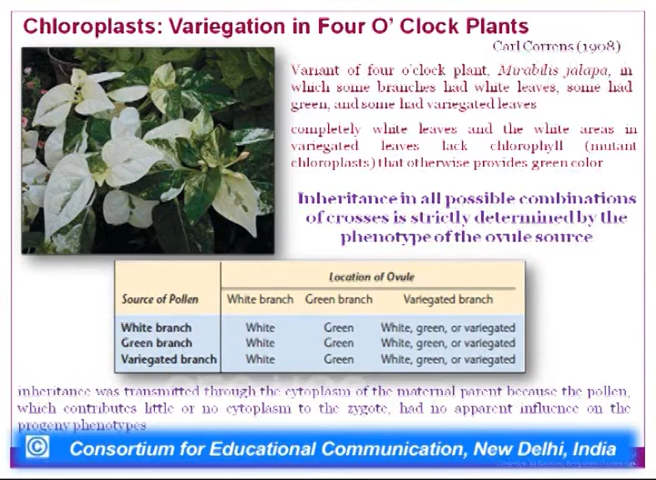 Chloroplasts: Variegation in Four O' Clock Plants
Carl Correns (1908)
Variant of four o'clock plant, Mirabilis jalapa, in
which some branches had white leaves, some had
green, and some had variegated leaves
completely white leaves and the white areas in
variegated leaves lack chlorophyll (mutant
chloroplasts) that otherwise provides green color
Inheritance in all possible combinations
of crosses is strictly determined by the
phenotype of the ovule source
Location of Ovule
Source of Pollen White branch Green branch Variegated branch
White branch White Green White, green, or variegated
Green branch White Green White, green, or variegated
Variegated branch White Green White, green, or variegated
inheritance was transmitted through the cytoplasm of the maternal parent because the pollen,
which contributes little or no cytoplasm to the zygote, had no apparent influence on the
progeny phenotypes
© Consortium for Educational Communication, New Delhi, India